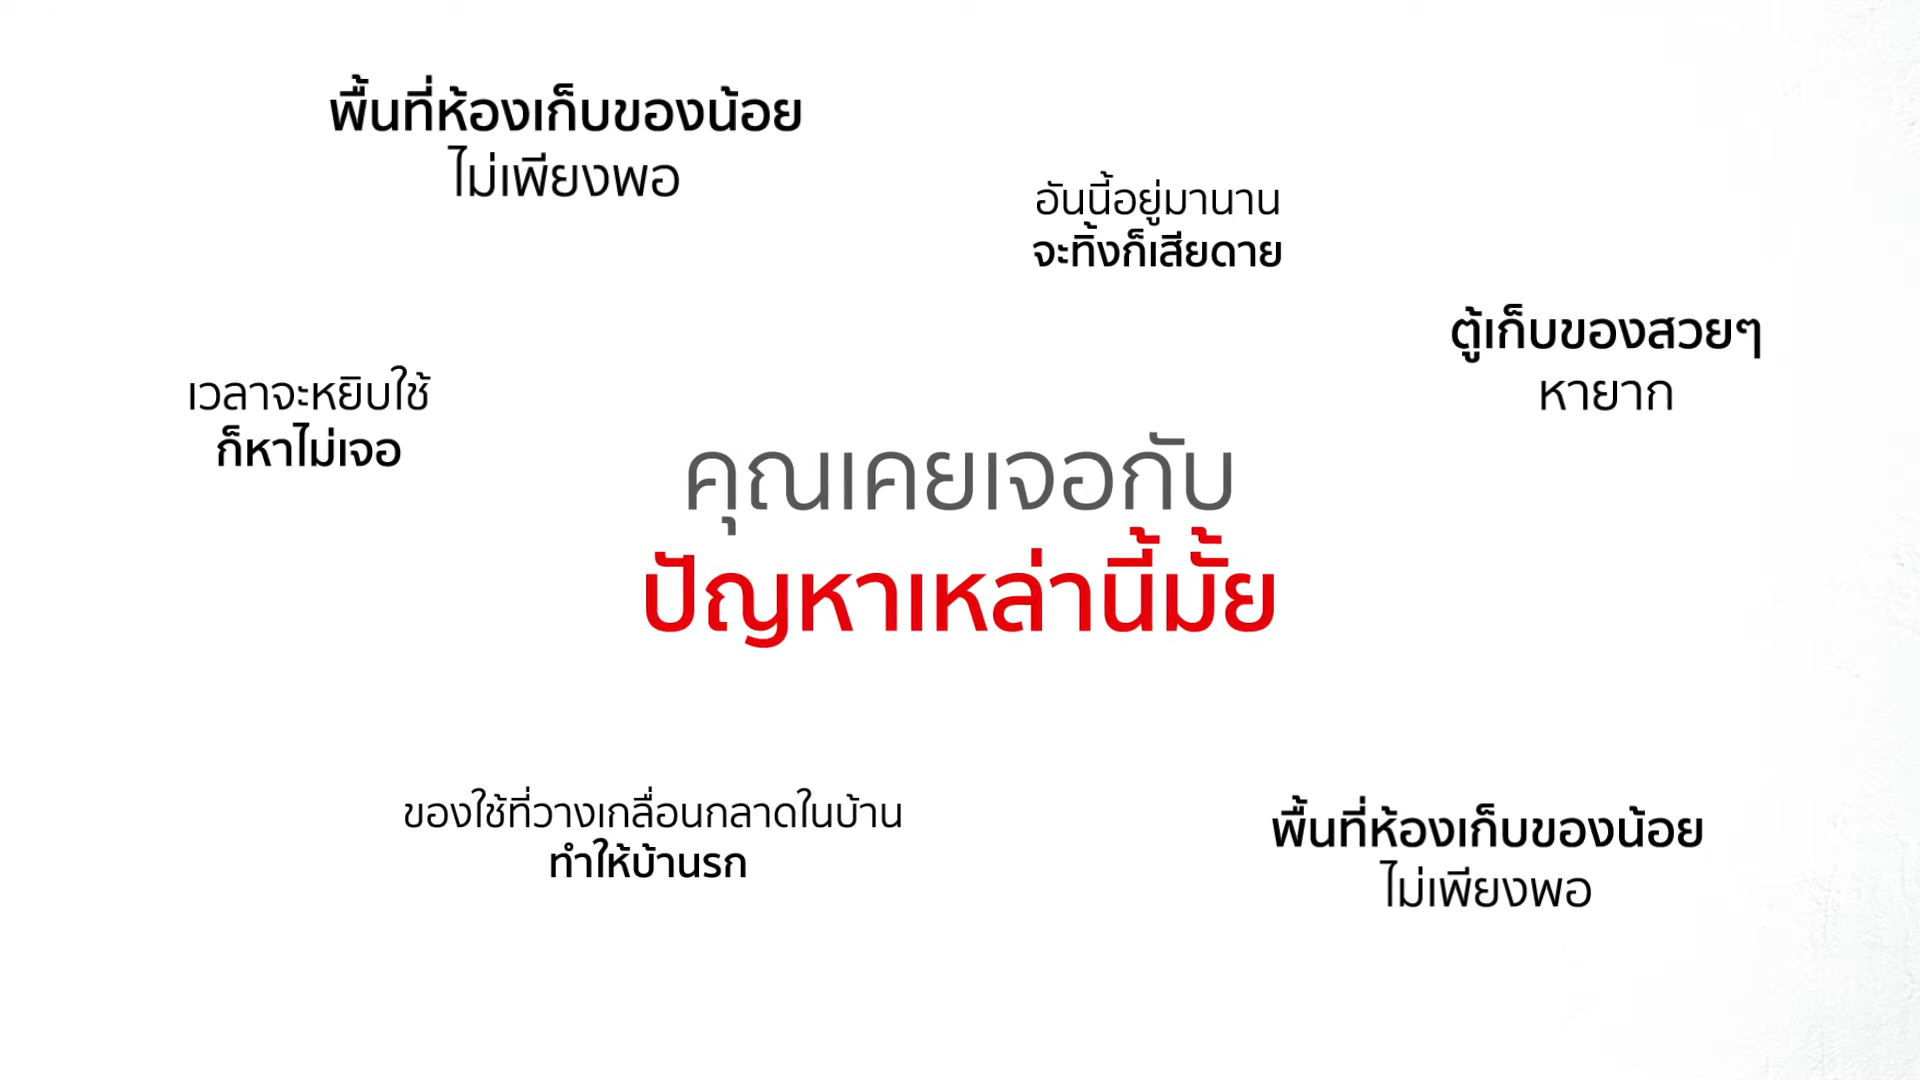 พื้นที่ห้องเก็บของน้อย
ไม่เพียงพอ
อันนี้อยู่มานาน
จะทิ้งก็เสียดาย
ตู้เก็บของสวยๆ
หายาก
เวลาจะหยิบใช้
ก็หาไม่เจอ
คุณเคยเจอกับ
ปัญหาเหล่านี้มั้ย
ของใช้ที่วางเกลื่อนกลาดในบ้าน
ทำให้บ้านรก
พื้นที่ห้องเก็บของน้อย
ไม่เพียงพอ